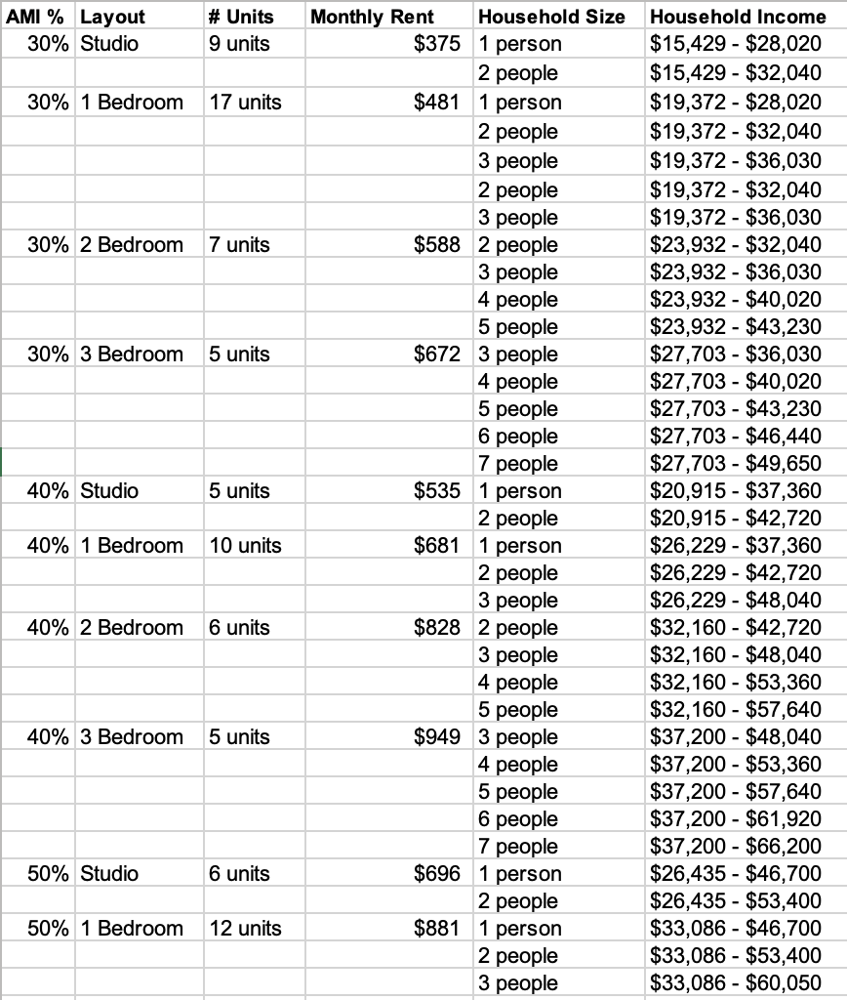 AMI % Layout # Units Monthly Rent Household Size Household Income
30% Studio 9 units $375 1 person $15,429 - $28,020
2 people $15,429 - $32,040
30% 1 Bedroom 17 units $481 1 person $19,372 - $28,020
2 people $19,372 - $32,040
3 people $19,372 - $36,030
2 people $19,372 - $32,040
3 people $19,372 - $36,030
30% 2 Bedroom 7 units $588 2 people $23,932 - $32,040
3 people $23,932 - $36,030
4 people $23,932 - $40,020
5 people $23,932 - $43,230
30% 3 Bedroom 5 units $672 3 people $27,703 - $36,030
4 people $27,703 - $40,020
5 people $27,703 - $43,230
6 people $27,703 - $46,440
7 people $27,703 - $49,650
40% Studio 5 units $535 1 person $20,915 - $37,360
2 people $20,915 - $42,720
40% 1 Bedroom 10 units $681 1 person $26,229 - $37,360
2 people $26,229 - $42,720
3 people $26,229 - $48,040
40% 2 Bedroom 6 units $828 2 people $32,160 - $42,720
3 people $32,160 - $48,040
4 people $32,160 - $53,360
5 people $32,160 - $57,640
40% 3 Bedroom 5 units $949 3 people $37,200 - $48,040
4 people $37,200 - $53,360
5 people $37,200 - $57,640
6 people $37,200 - $61,920
7 people $37,200 - $66,200
50% Studio 6 units $696 1 person $26,435 - $46,700
2 people $26,435 - $53,400
50% 1 Bedroom 12 units $881 1 person $33,086 - $46,700
2 people $33,086 - $53,400
3 people $33,086 - $60,050